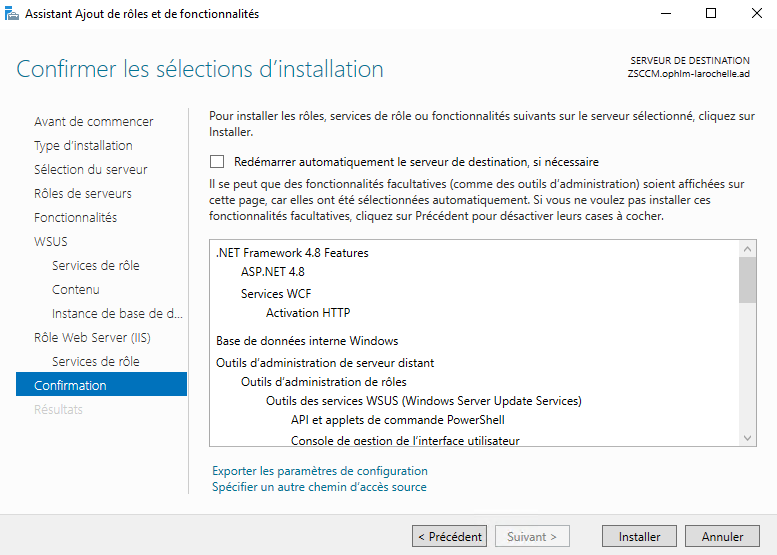 Assistant Ajout de rôles et de fonctionnalités
Confirmer les sélections d'installation
SERVEUR DE DESTINATION
ZSCCM.ophlm-larochelle.ad
Avant de commencer
Type d'installation
Sélection du serveur
Rôles de serveurs
Fonctionnalités
WSUS
Services de rôle
Contenu
Instance de base de d...
Rôle Web Server (IIS)
Services de rôle
Confirmation
Résultats
Pour installer les rôles, services de rôle ou fonctionnalités suivants sur le serveur sélectionné, cliquez sur
Installer.
Redémarrer automatiquement le serveur de destination, si nécessaire
Il se peut que des fonctionnalités facultatives (comme des outils d'administration) soient affichées sur
cette page, car elles ont été sélectionnées automatiquement. Si vous ne voulez pas installer ces
fonctionnalités facultatives, cliquez sur Précédent pour désactiver leurs cases à cocher.
.NET Framework 4.8 Features
ASP.NET 4.8
Services WCF
Activation HTTP
Base de données interne Windows
Outils d'administration de serveur distant
Outils d'administration de rôles
Outils des services WSUS (Windows Server Update Services)
API et applets de commande PowerShell
Console de gestion de l'interface utilisateur
Exporter les paramètres de configuration
Spécifier un autre chemin d'accès source
< Précédent
Suivant >
Installer
Annuler